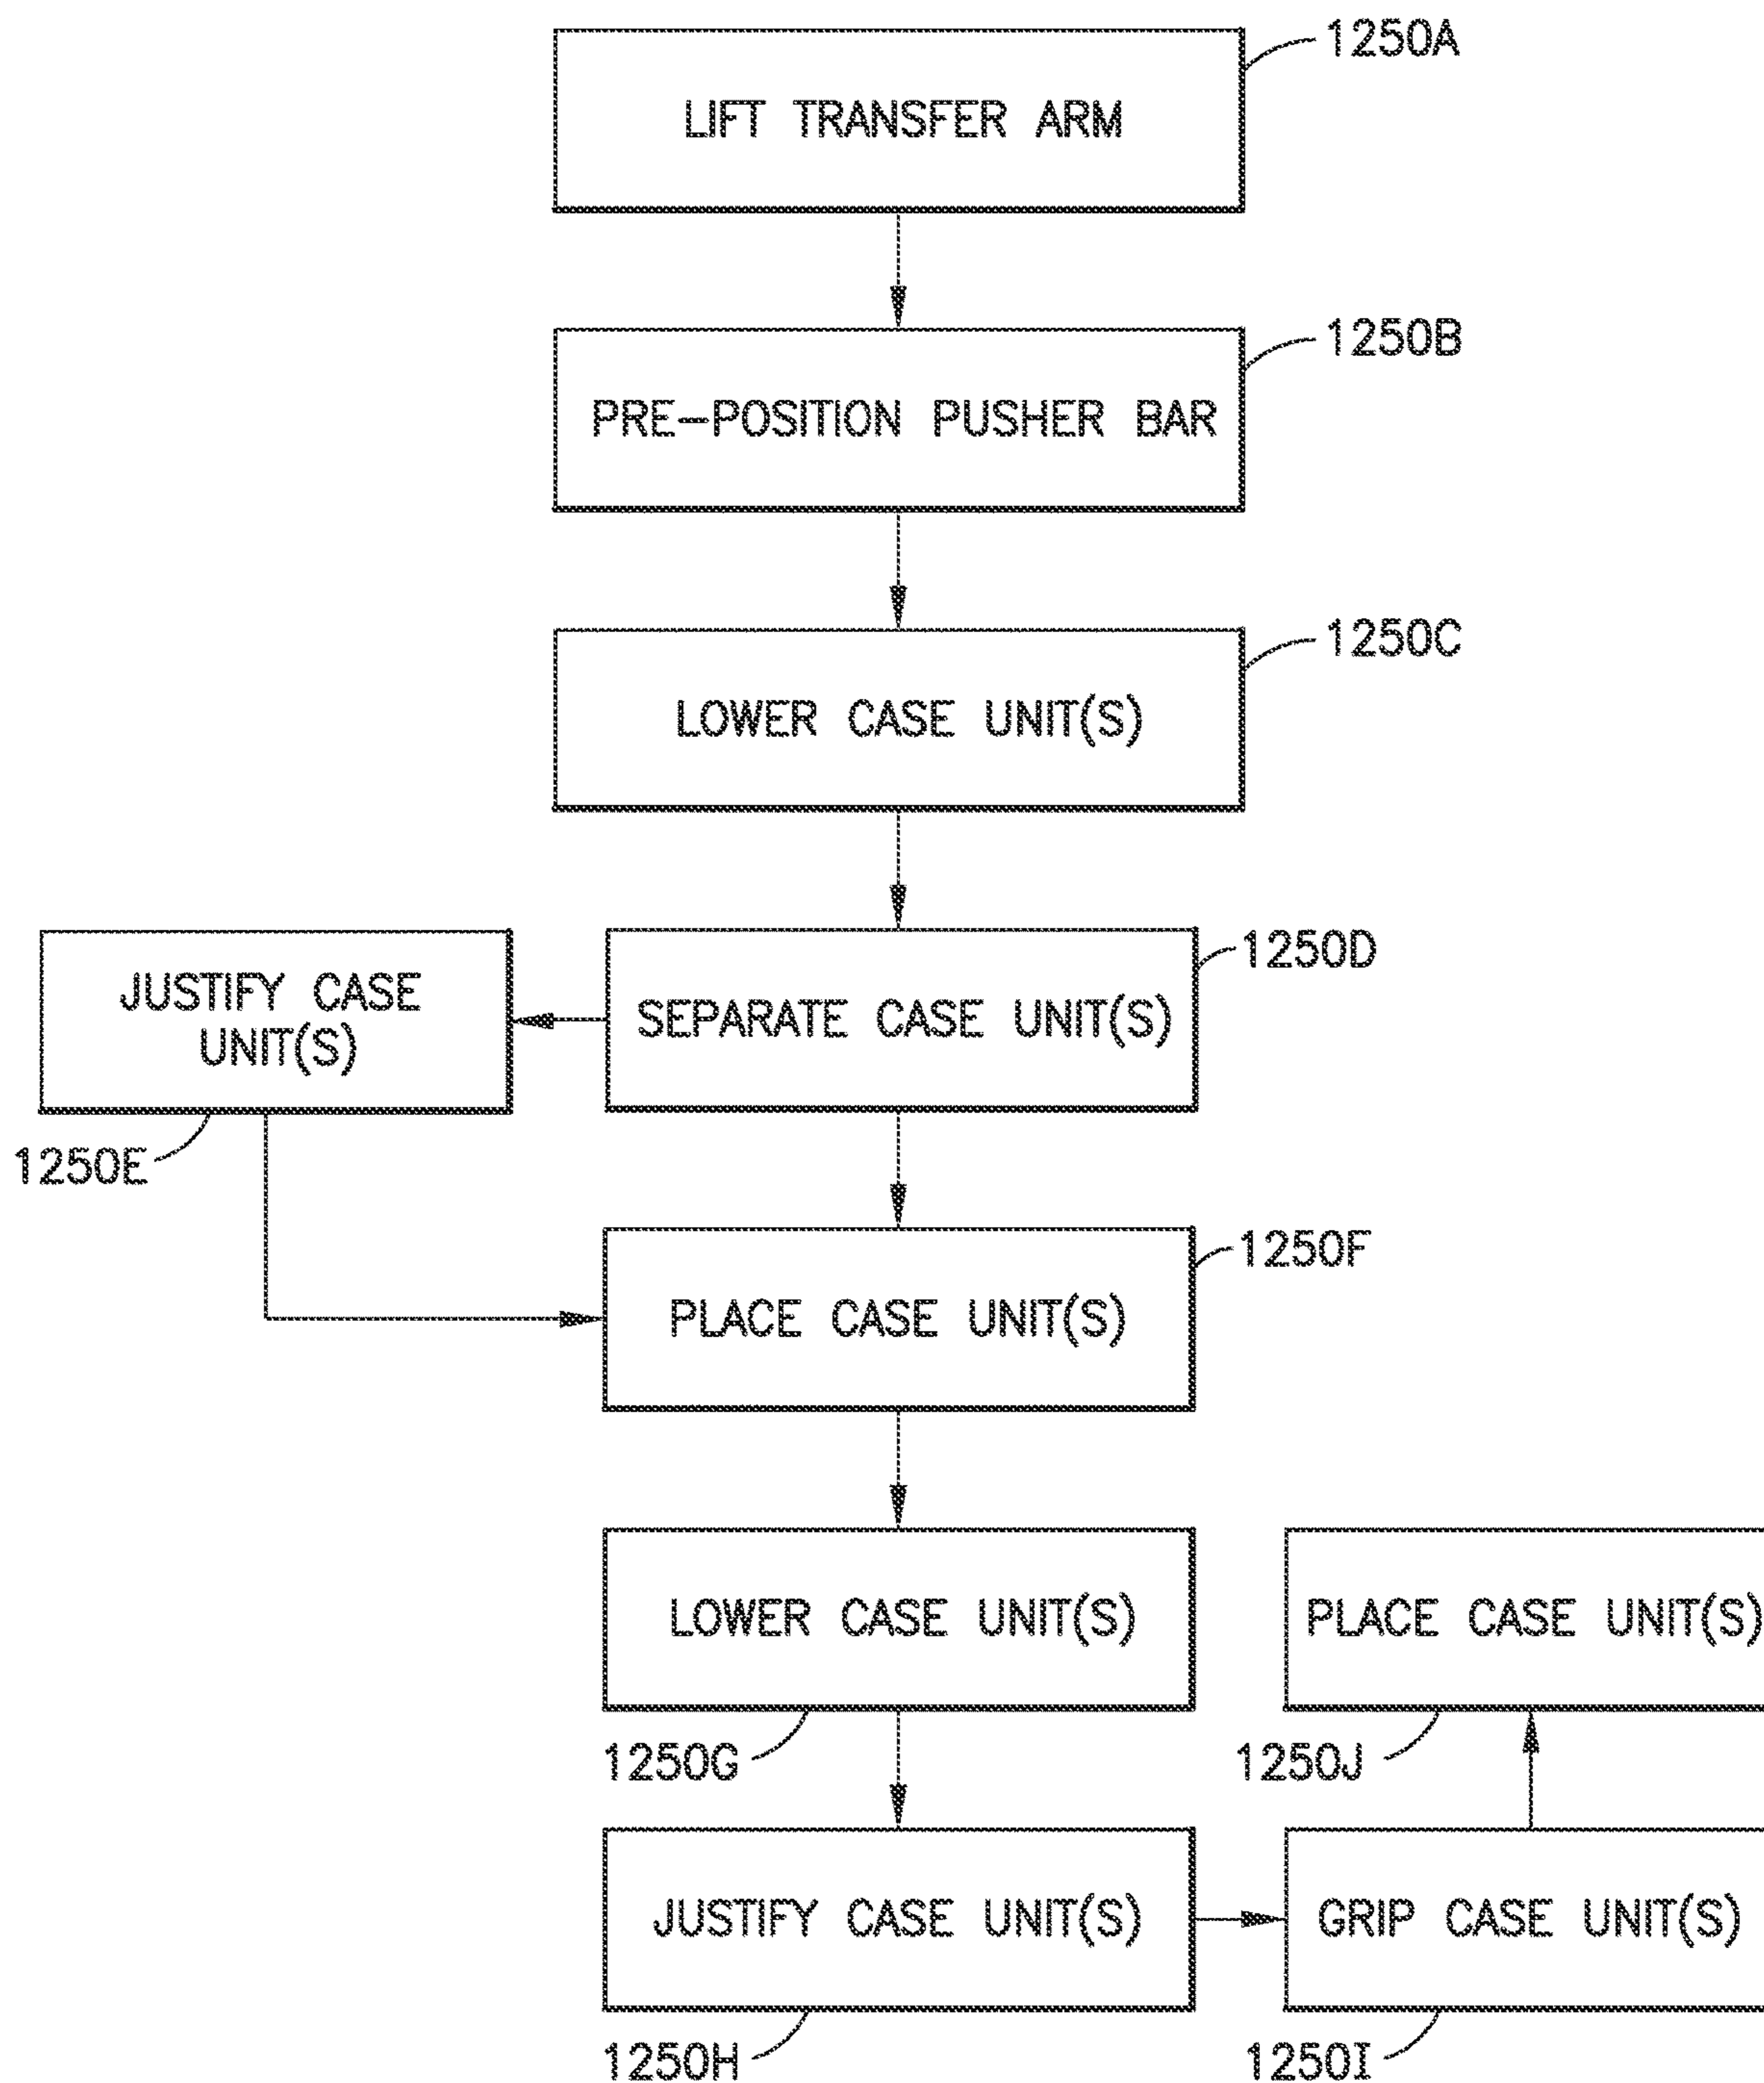 1250A
LIFT TRANSFER ARM
1250B
PRE-POSITION PUSHER BAR
1250C
LOWER CASE UNIT(S)
1250D
JUSTIFY CASE
UNIT(S)
SEPARATE CASE UNIT(S)
1250E
1250F
PLACE CASE UNIT(S)
LOWER CASE UNIT(S)
PLACE CASE UNIT(S)
1250G
1250J
JUSTIFY CASE UNIT(S)
GRIP CASE UNIT(S)
1250H
1250I